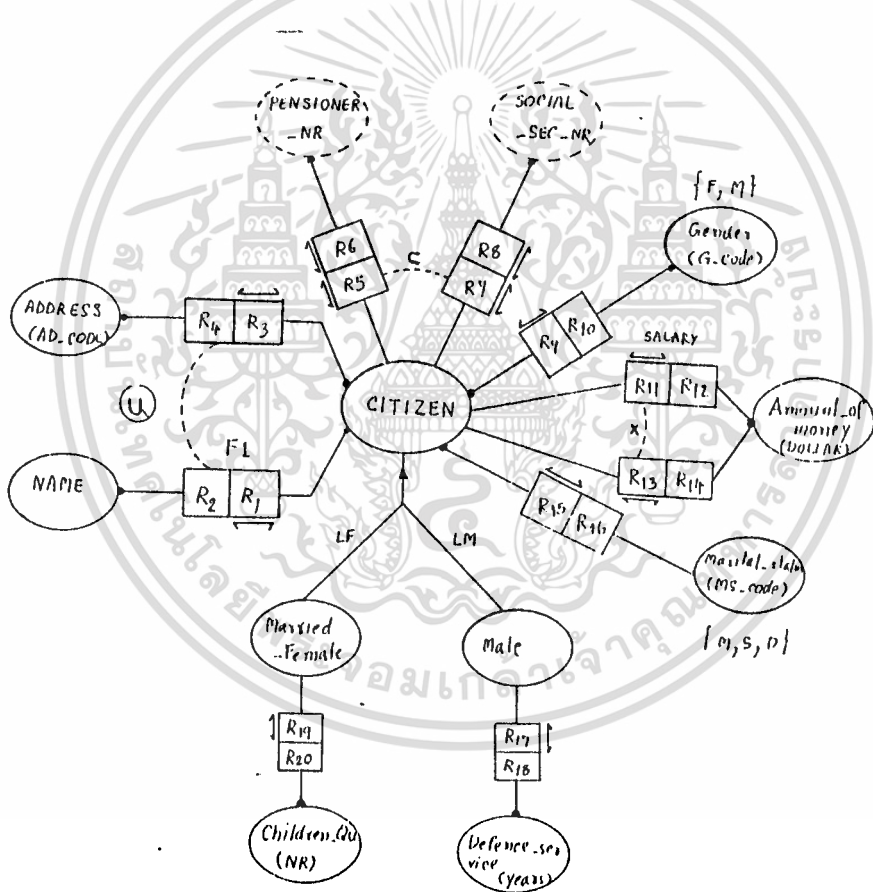 PENSIONER
_NR
SOCIAL
_SEC_NR
{F, M}
Gender
(G_code)
R6
R5
C
R8
R7
ADDRESS
(AD_CODE)
R4
R3
R9
R10
SALARY
R11
R12
CITIZEN
U
X
Ammount_of
money
(DOLLAR)
F1
NAME
R2
R1
R13
R14
R15
R16
LF
LM
Marital_status
(MS_code)
{M, S, D}
Married
_Female
Male
R19
R20
R17
R18
Children_Qu
(NR)
Defence_ser
vice
(years)